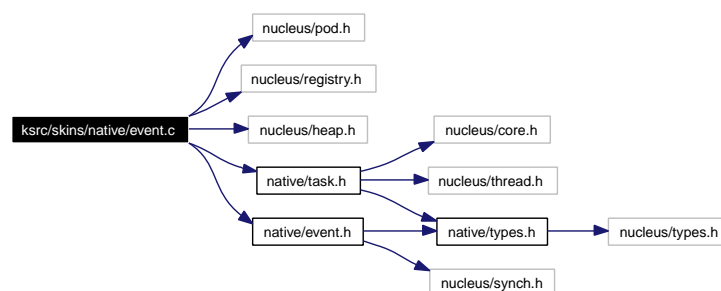 nucleus/pod.h
nucleus/registry.h
ksrc/skins/native/event.c
nucleus/heap.h
nucleus/core.h
native/task.h
nucleus/thread.h
native/event.h
native/types.h
nucleus/types.h
nucleus/synch.h